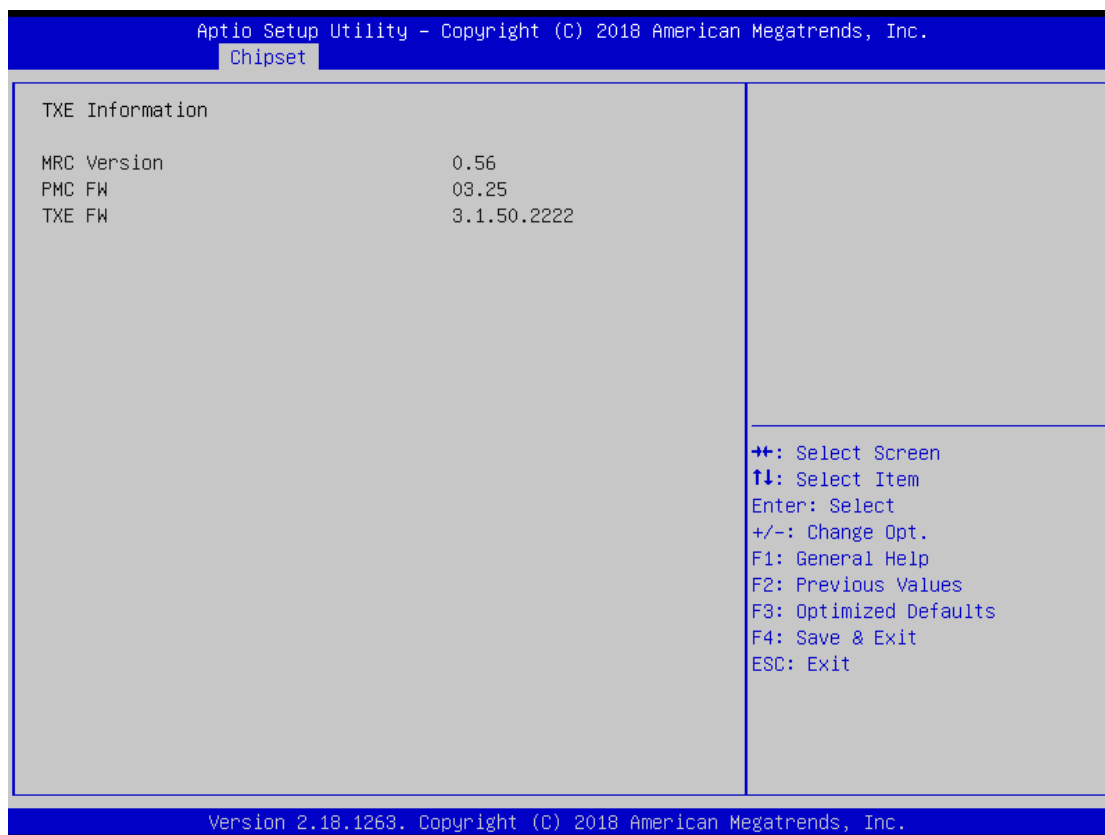 Aptio Setup Utility – Copyright (C) 2018 American Megatrends, Inc.
Chipset
TXE Information
MRC Version 0.56
PMC FW 03.25
TXE FW 3.1.50.2222
→←: Select Screen
↑↓: Select Item
Enter: Select
+/-: Change Opt.
F1: General Help
F2: Previous Values
F3: Optimized Defaults
F4: Save & Exit
ESC: Exit
Version 2.18.1263. Copyright (C) 2018 American Megatrends, Inc.